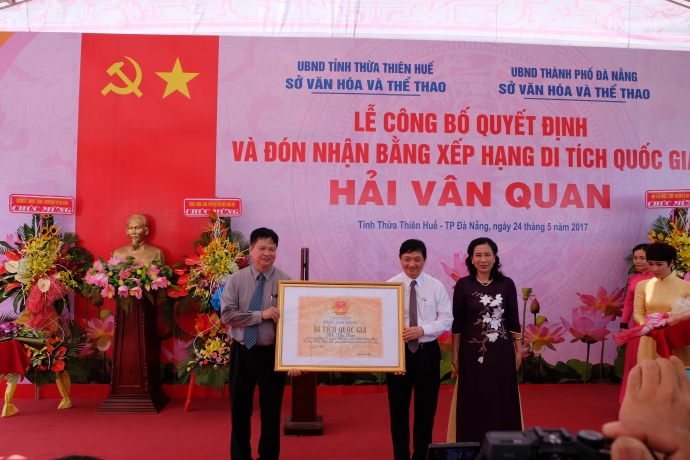 UBND TỈNH THỪA THIÊN HUẾ
SỞ VĂN HÓA VÀ THỂ THAO
UBND THÀNH PHỐ ĐÀ NẴNG
SỞ VĂN HÓA VÀ THỂ THAO
LỄ CÔNG BỐ QUYẾT ĐỊNH
VÀ ĐÓN NHẬN BẰNG XẾP HẠNG DI TÍCH QUỐC GIA
HẢI VÂN QUAN
Tỉnh Thừa Thiên Huế - TP Đà Nẵng, ngày 24 tháng 5 năm 2017
CHÚC MỪNG
CHÚC MỪNG
CHÚC MỪNG
BẰNG XẾP HẠNG
DI TÍCH QUỐC GIA